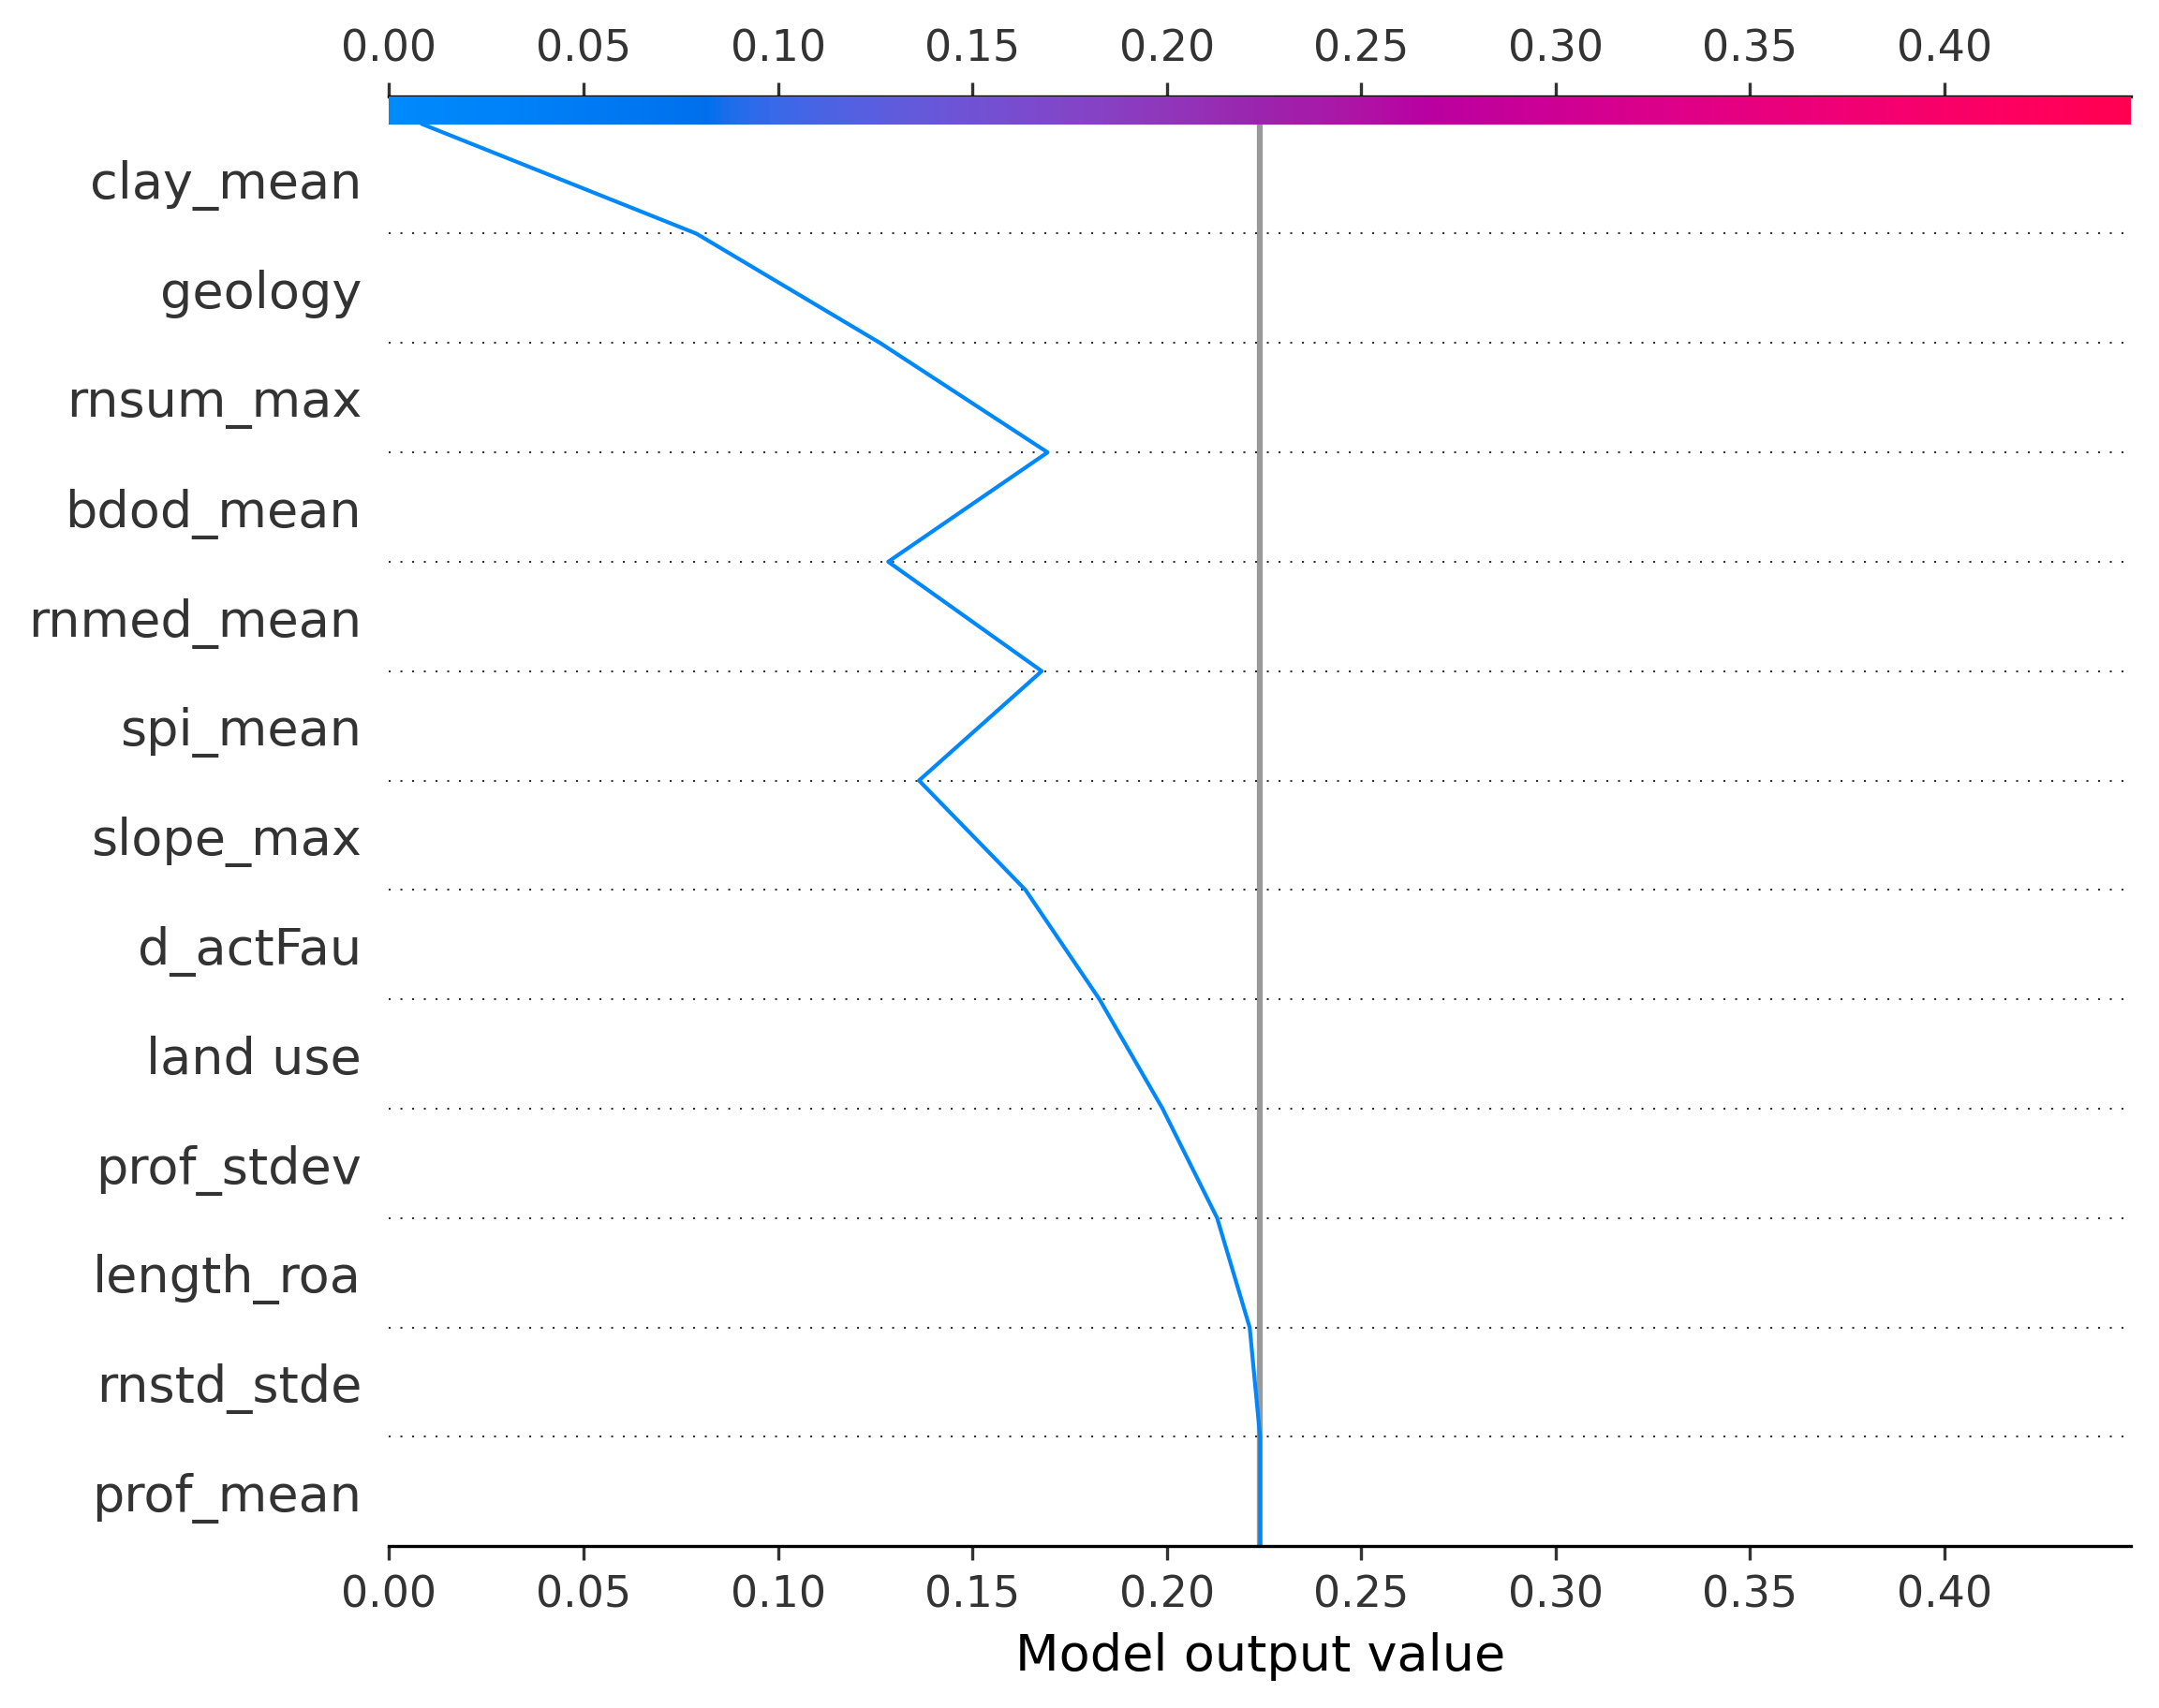 0.00 0.05 0.10 0.15 0.20 0.25 0.30 0.35 0.40
clay_mean
geology
rnsum_max
bdod_mean
rnmed_mean
spi_mean
slope_max
d_actFau
land use
prof_stdev
length_roa
rnstd_stde
prof_mean
0.00 0.05 0.10 0.15 0.20 0.25 0.30 0.35 0.40
Model output value